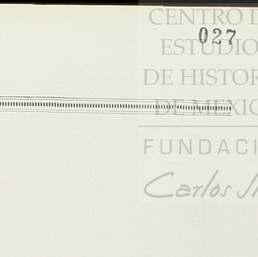 CENTRO D
027
ESTUDIO
DE HISTOR
DE MEXIC
FUNDACI
Carlos